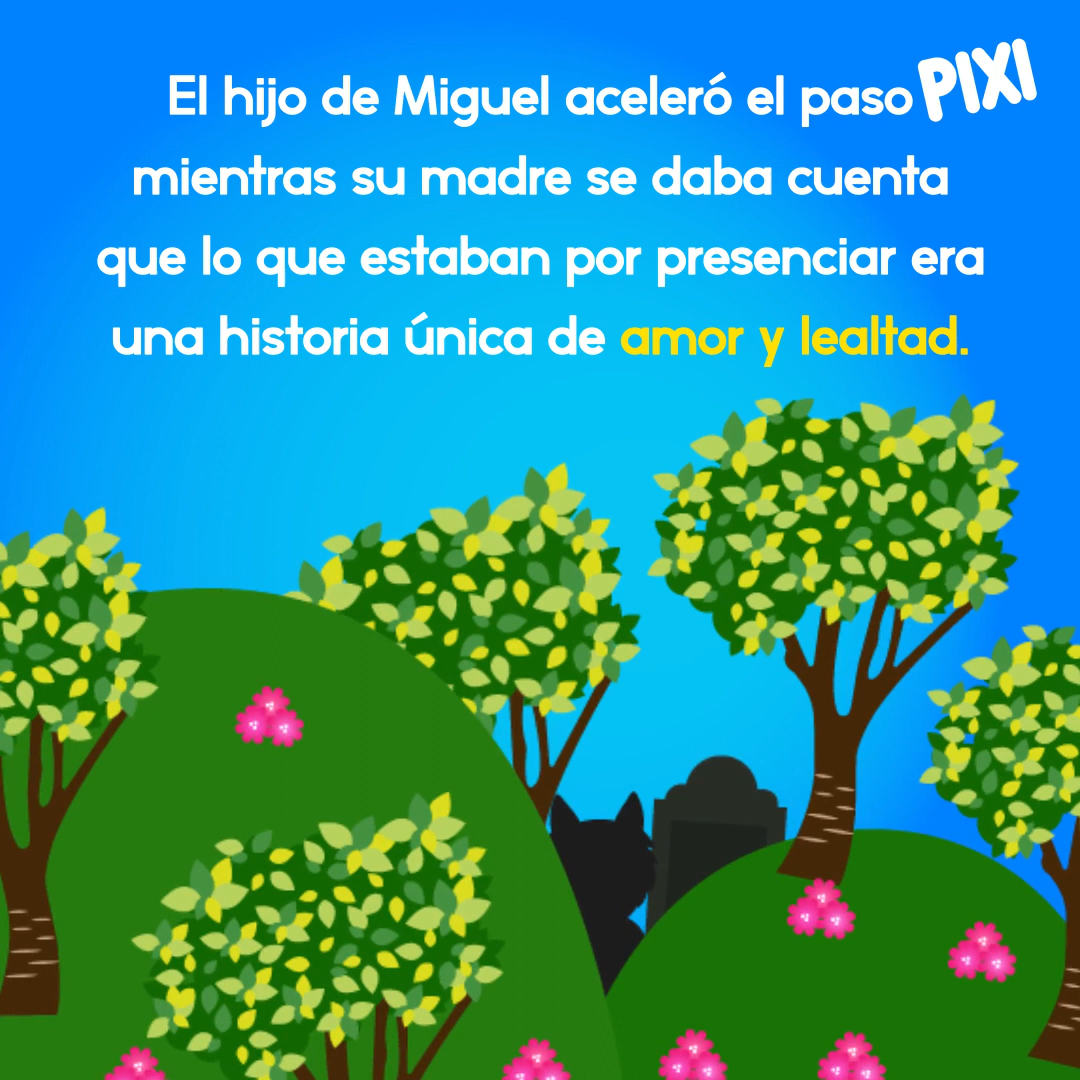 El hijo de Miguel aceleró el paso
PIXI
mientras su madre se daba cuenta
que lo que estaban por presenciar era
una historia única de amor y lealtad.